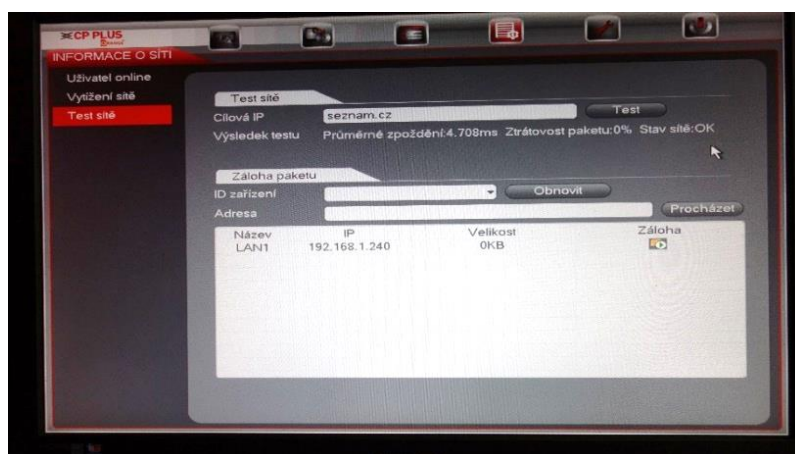 CP PLUS
INFORMACE O SÍTI
Uživatel online
Vytížení sítě
Test sítě
Test sítě
Cílová IP seznam.cz Test
Výsledek testu Průměrné zpoždění:4.708ms Ztrátovost paketu:0% Stav sítě:OK
Záloha paketu
ID zařízení Obnovit
Adresa Procházet
Název IP Velikost Záloha
LAN1 192.168.1.240 0KB